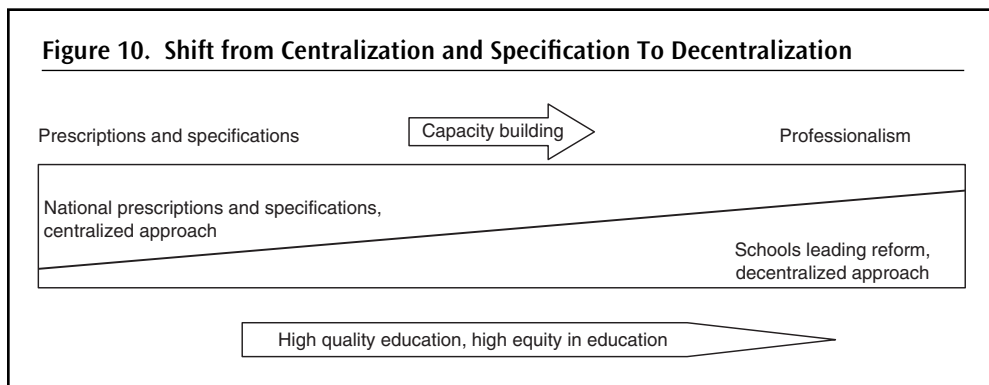 Figure 10. Shift from Centralization and Specification To Decentralization
Prescriptions and specifications
Capacity building
Professionalism
National prescriptions and specifications,
centralized approach
Schools leading reform,
decentralized approach
High quality education, high equity in education